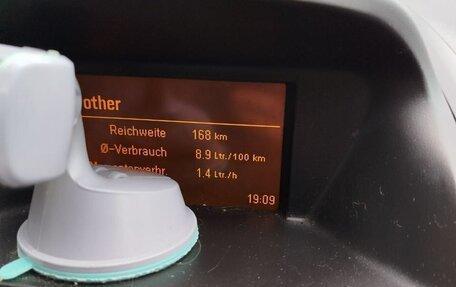 other
Reichweite 168 km
Ø-Verbrauch 8.9 Ltr./100 km
1.4 Ltr./h
19:09